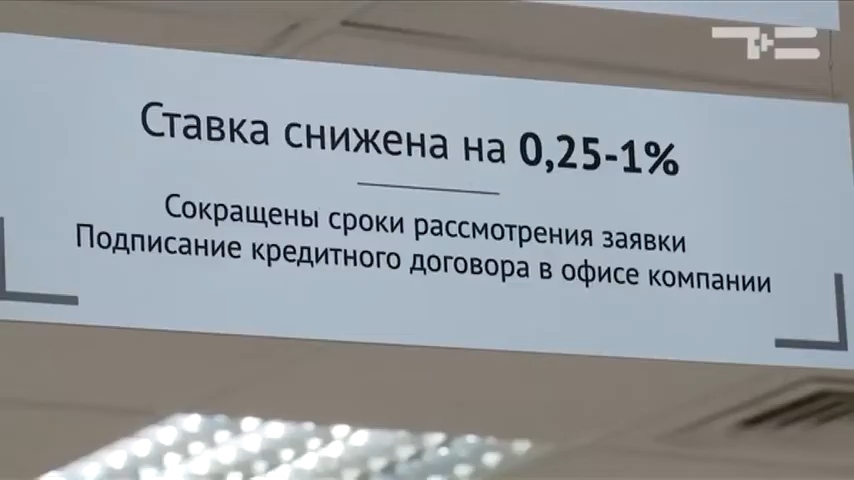 Ставка снижена на 0,25-1%
Сокращены сроки рассмотрения заявки
Подписание кредитного договора в офисе компании